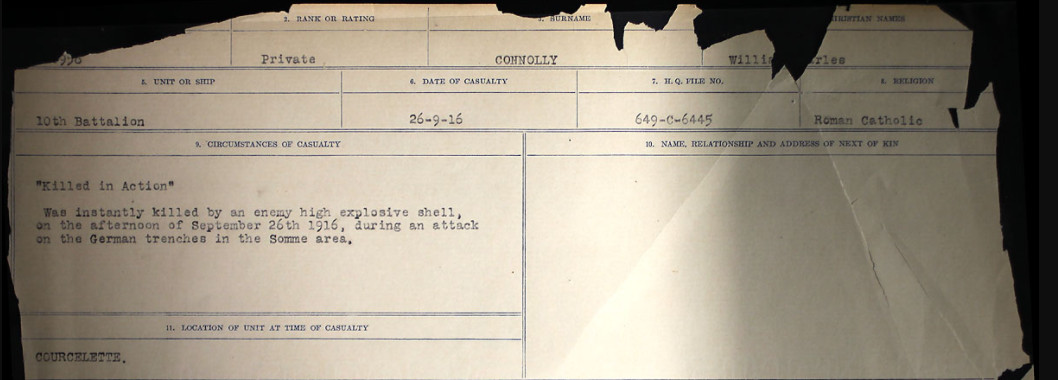 2. RANK OR RATING SURNAME CHRISTIAN NAMES
Private CONNOLLY
5. UNIT OR SHIP 6. DATE OF CASUALTY 7. H. Q. FILE NO. 8. RELIGION
10th Battalion 26-9-16 649-C-6445 Roman Catholic
9. CIRCUMSTANCES OF CASUALTY 10. NAME, RELATIONSHIP AND ADDRESS OF NEXT OF KIN
"Killed in Action"
Was instantly killed by an enemy high explosive shell,
on the afternoon of September 26th 1916, during an attack
on the German trenches in the Somme area.
11. LOCATION OF UNIT AT TIME OF CASUALTY
COURCELETTE.